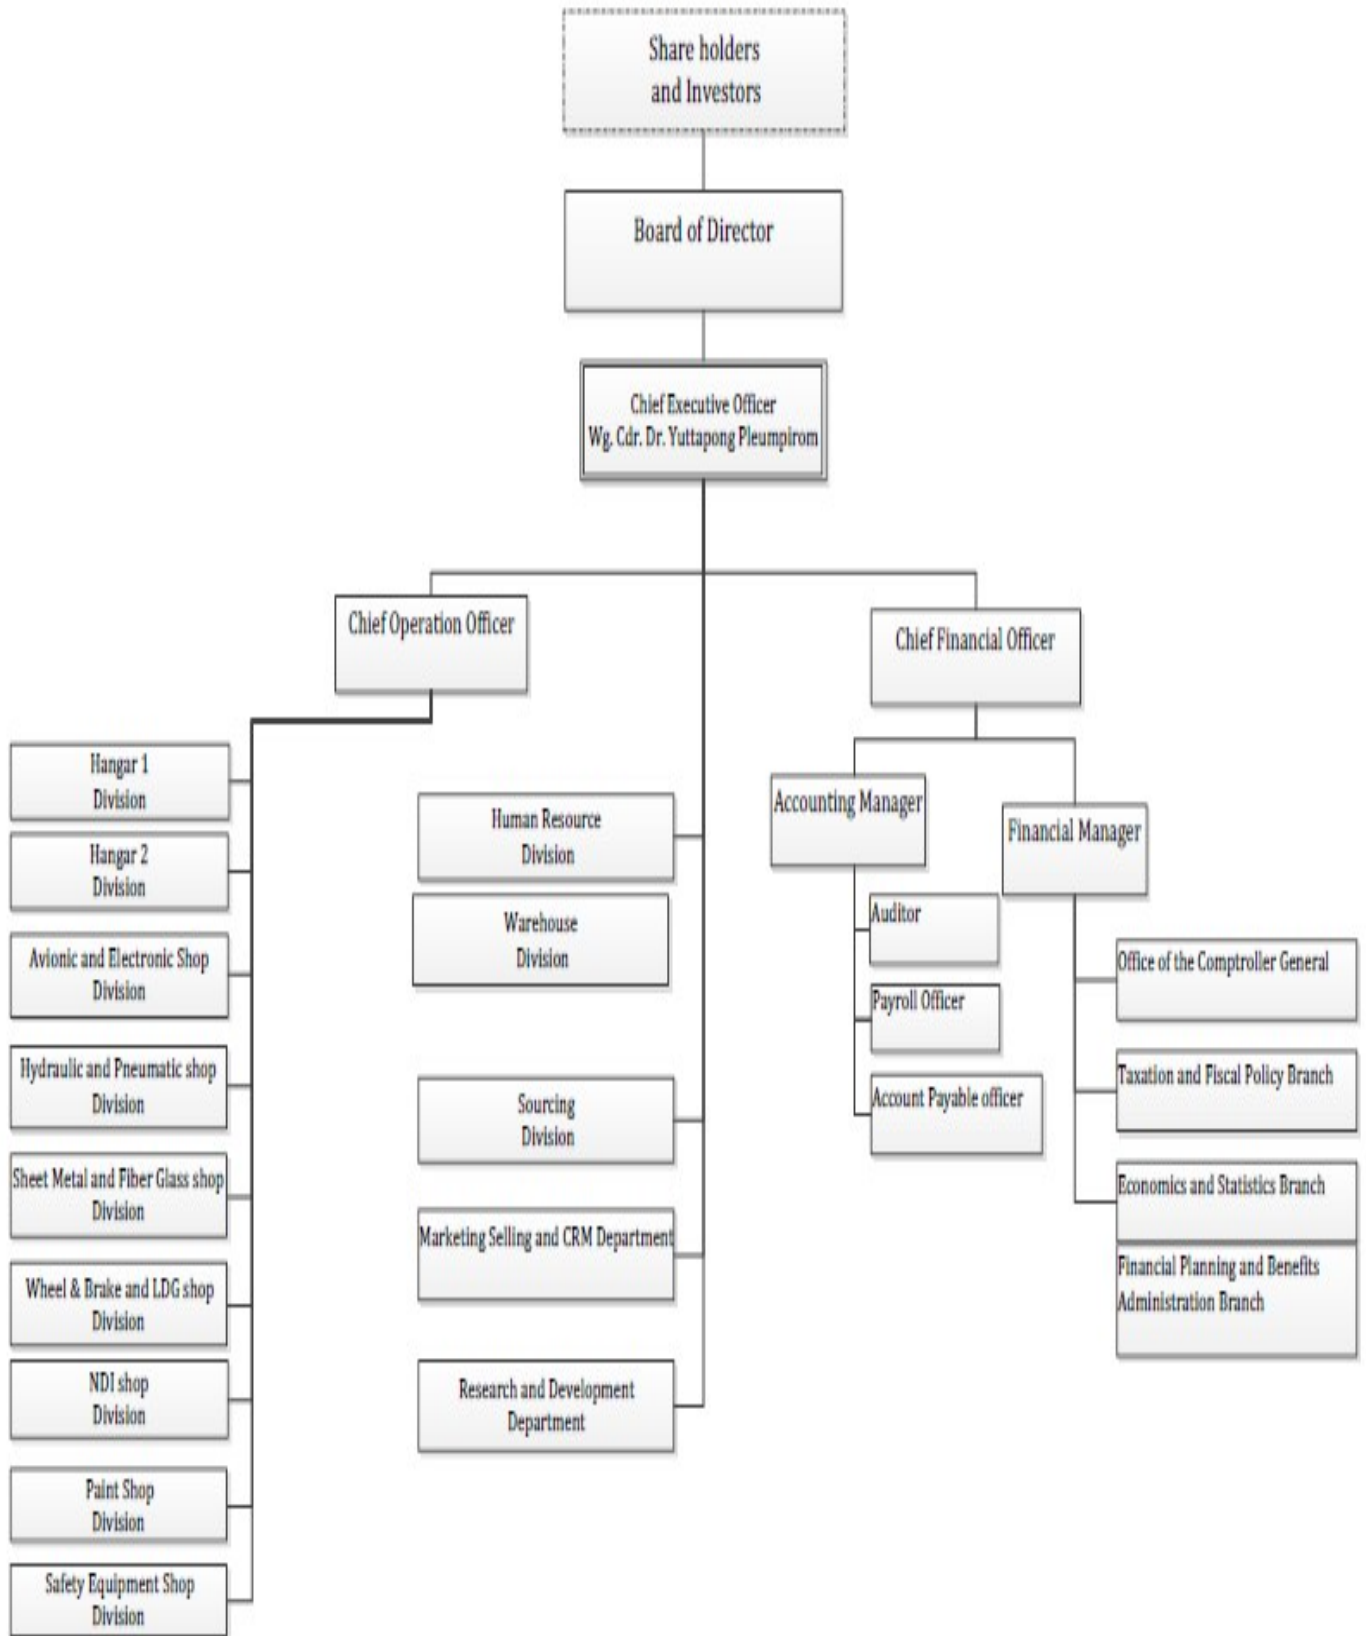 Share holders
and Investors
Board of Director
Chief Executive Officer
Wg. Cdr. Dr. Yuttapong Pleumpirom
Chief Operation Officer
Chief Financial Officer
Hangar 1
Division
Hangar 2
Division
Avionic and Electronic Shop
Division
Hydraulic and Pneumatic shop
Division
Sheet Metal and Fiber Glass shop
Division
Wheel & Brake and LDG shop
Division
NDI shop
Division
Paint Shop
Division
Safety Equipment Shop
Division
Human Resource
Division
Warehouse
Division
Sourcing
Division
Marketing Selling and CRM Department
Research and Development
Department
Accounting Manager
Auditor
Payroll Officer
Account Payable officer
Financial Manager
Office of the Comptroller General
Taxation and Fiscal Policy Branch
Economics and Statistics Branch
Financial Planning and Benefits
Administration Branch